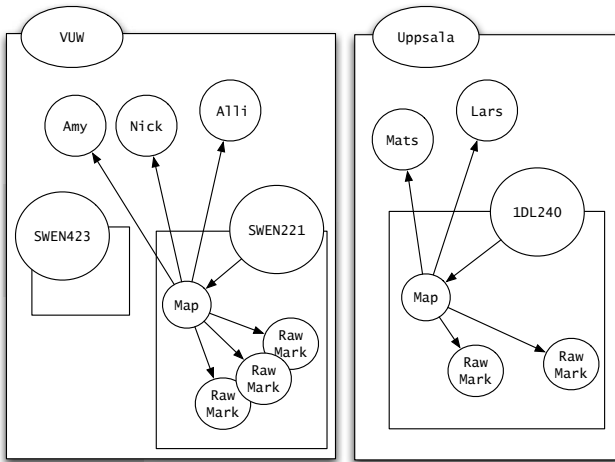 VUW
Amy
Nick
Alli
SWEN423
SWEN221
Map
Raw
Mark
Raw
Mark
Raw
Mark
Uppsala
Mats
Lars
1DL240
Map
Raw
Mark
Raw
Mark